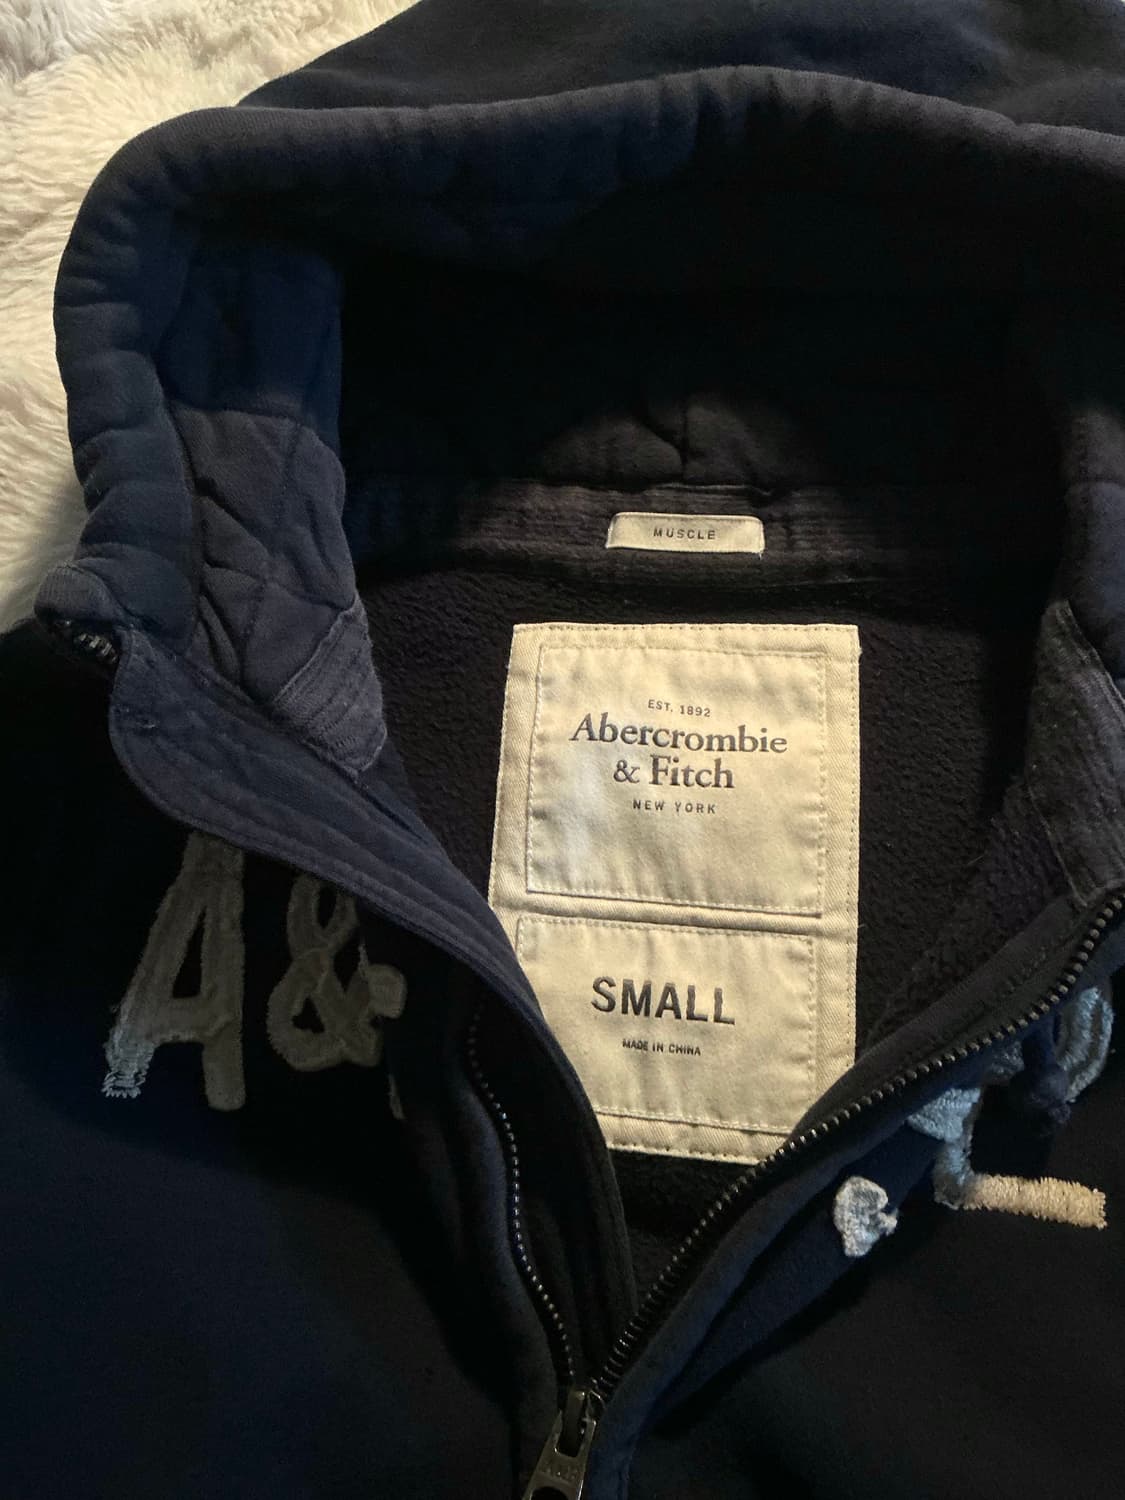 MUSCLE
EST. 1892
Abercrombie
& Fitch
NEW YORK
SMALL
MADE IN CHINA
A&